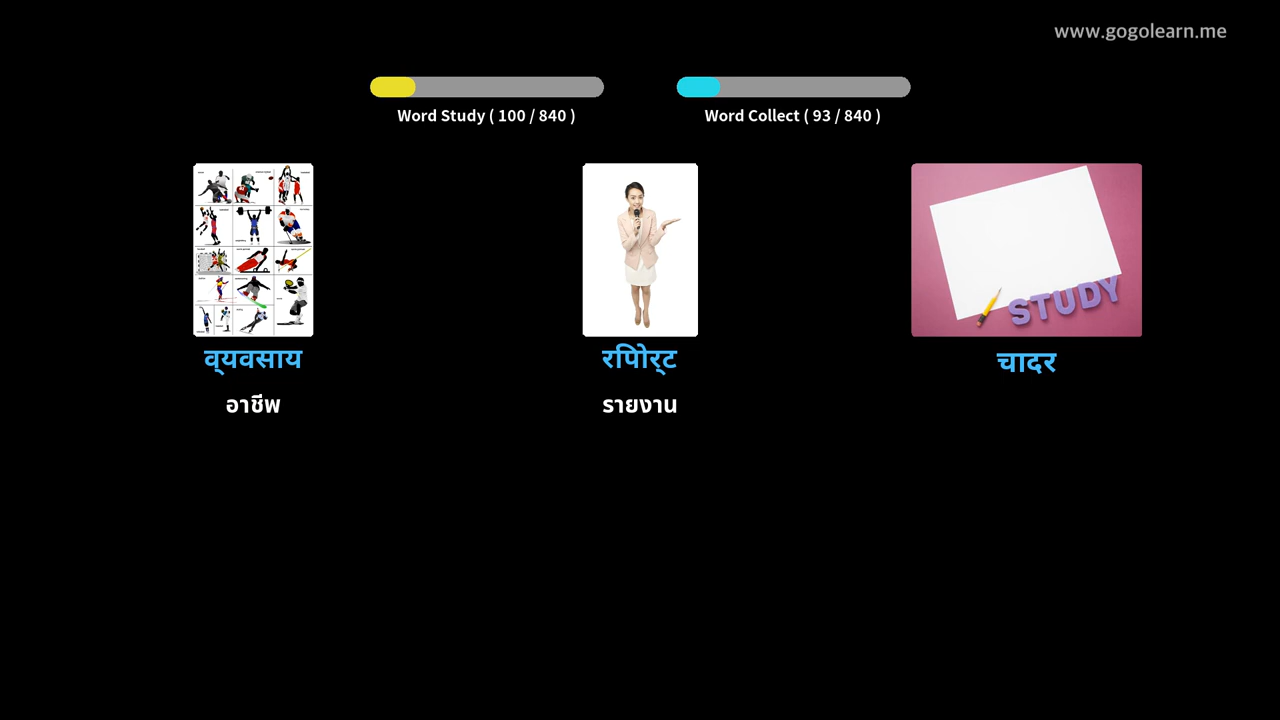 www.gogolearn.me
Word Study ( 100 / 840 )
Word Collect ( 93 / 840 )
STUDY
व्यवसाय
रिपोर्ट
चादर
อาชีพ
รายงาน